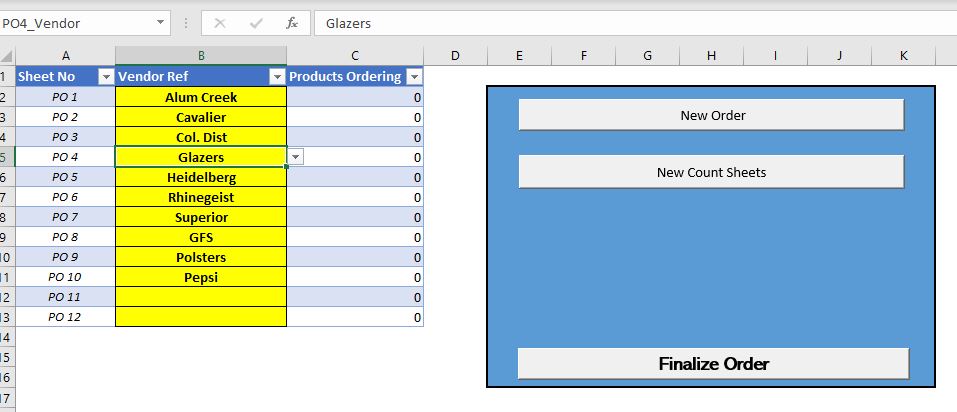 PO4_Vendor fx Glazers
A B C D E F G H I J K
1 Sheet No Vendor Ref Products Ordering
2 PO 1 Alum Creek 0
3 PO 2 Cavalier 0
4 PO 3 Col. Dist 0
5 PO 4 Glazers 0
6 PO 5 Heidelberg 0
7 PO 6 Rhinegeist 0
8 PO 7 Superior 0
9 PO 8 GFS 0
10 PO 9 Polsters 0
11 PO 10 Pepsi 0
12 PO 11 0
13 PO 12 0
14
15
16
17
New Order
New Count Sheets
Finalize Order